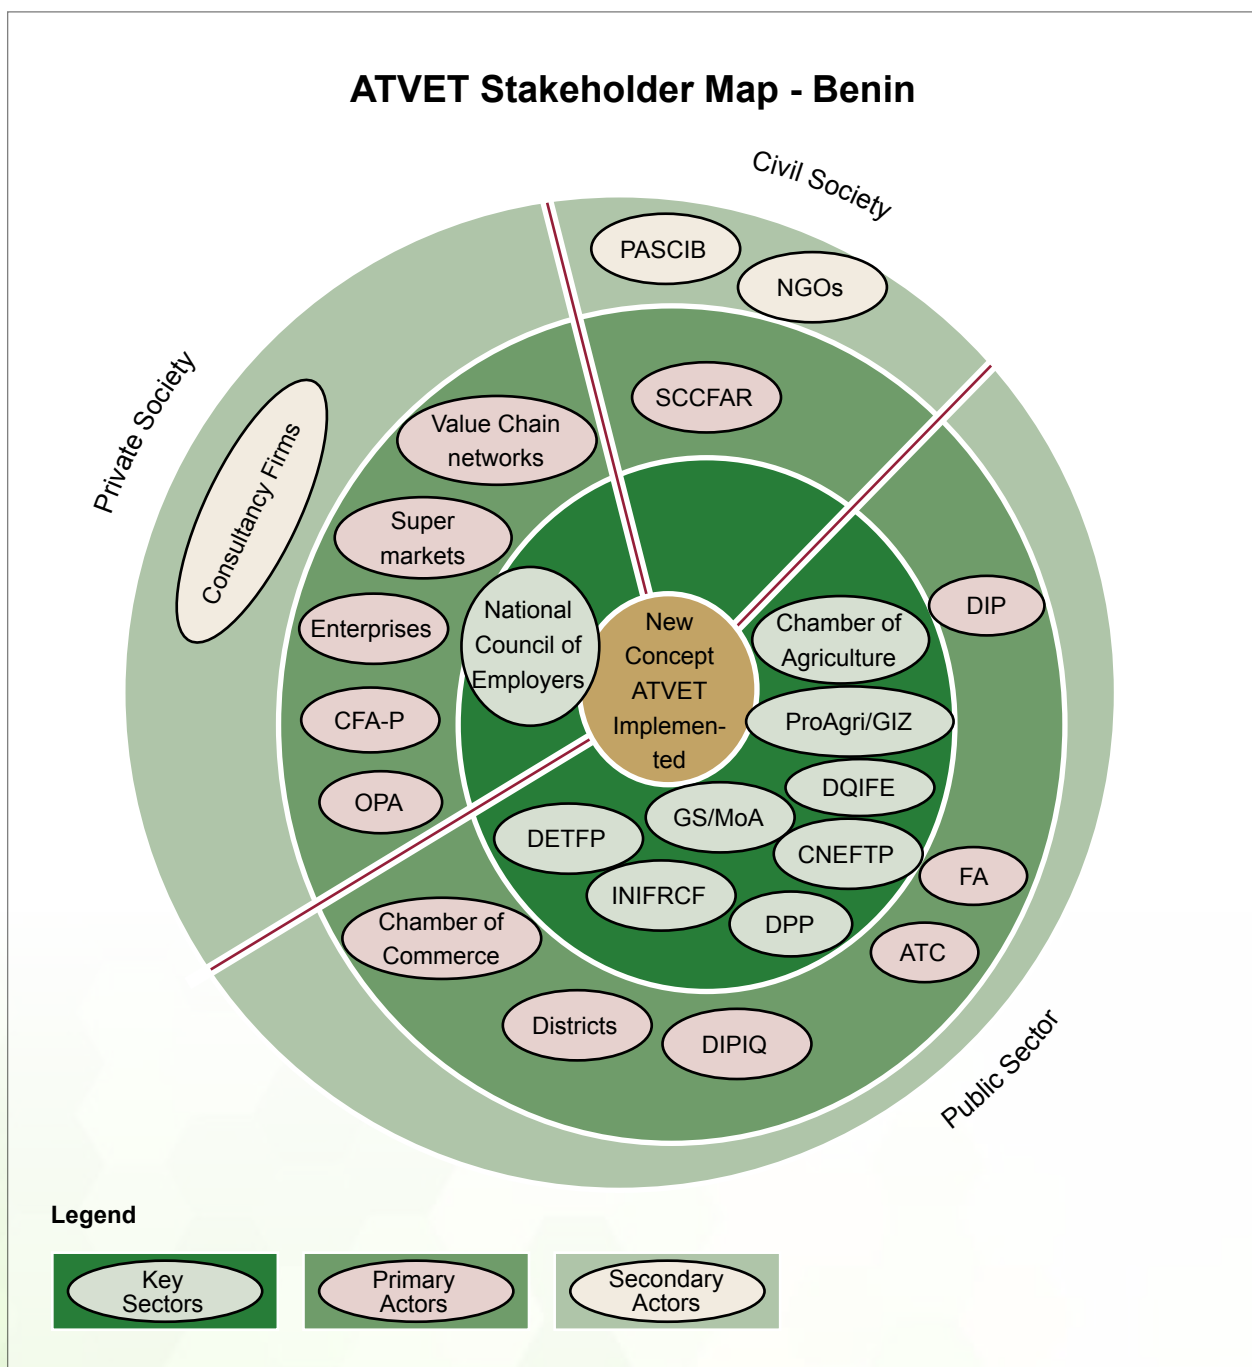 ATVET Stakeholder Map - Benin
Civil Society
PASCIB
NGOs
Private Society
SCCFAR
Value Chain
networks
Consultancy Firms
Super
markets
National
Council of
Employers
New
Concept
ATVET
Implemen-
ted
Chamber of
Agriculture
DIP
Enterprises
ProAgri/GIZ
CFA-P
DQIFE
OPA
GS/MoA
DETFP
CNEFTP
FA
INIFRCF
DPP
Chamber of
Commerce
ATC
Districts
DIPIQ
Public Sector
Legend
Key
Sectors
Primary
Actors
Secondary
Actors